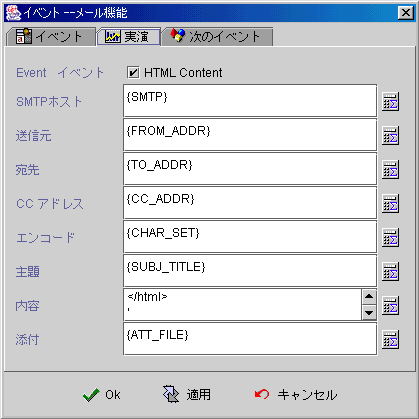 イベント --メール機能
イベント 実演 次のイベント
Event イベント HTML Content
SMTPホスト {SMTP}
送信元 {FROM_ADDR}
宛先 {TO_ADDR}
CC アドレス {CC_ADDR}
エンコード {CHAR_SET}
主題 {SUBJ_TITLE}
内容 </html>
'
添付 {ATT_FILE}
Ok 適用 キャンセル